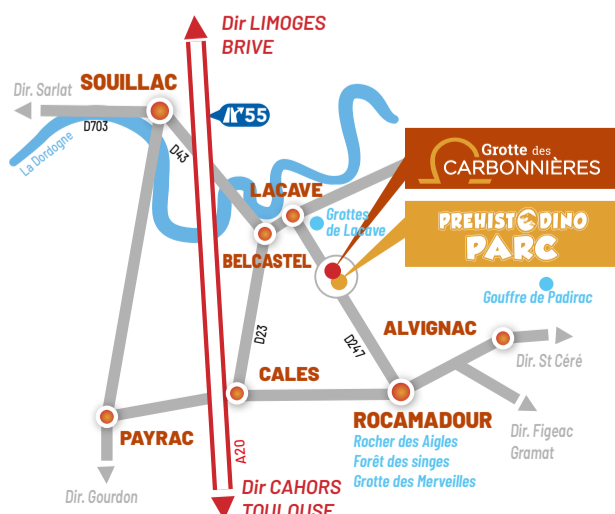 Dir LIMOGES
BRIVE
SOUILLAC
Dir. Sarlat
D703
La Dordogne
D43
55
Grotte des
CARBONNIÈRES
LACAVE
Grottes
de Lacave
PREHISTO DINO
PARC
BELCASTEL
Gouffre de Padirac
ALVIGNAC
D23
D247
Dir. St Céré
CALES
ROCAMADOUR
Rocher des Aigles
Forêt des singes
Grotte des Merveilles
Dir. Figeac
Gramat
PAYRAC
A20
Dir. Gourdon
Dir CAHORS
TOULOUSE